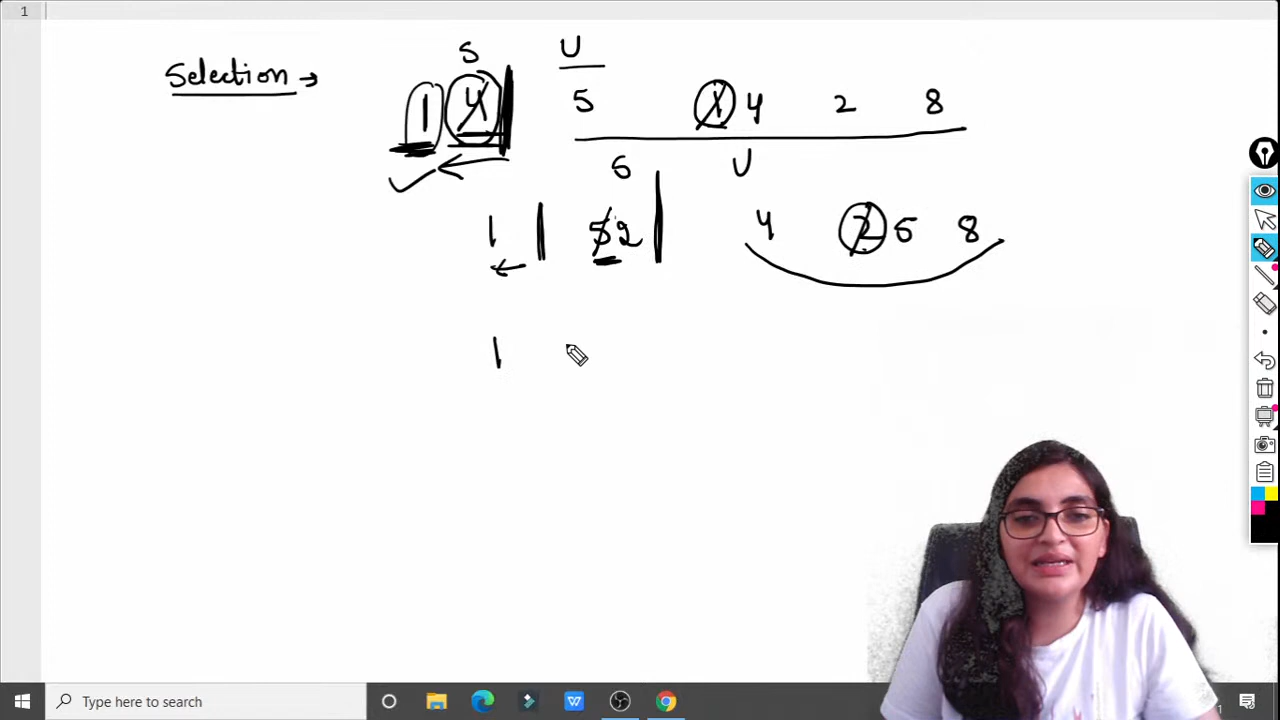 1
S U
Selection → 1 4 5 1 4 2 8
S U
1 5 2 4 2 5 8
1
Type here to search
1